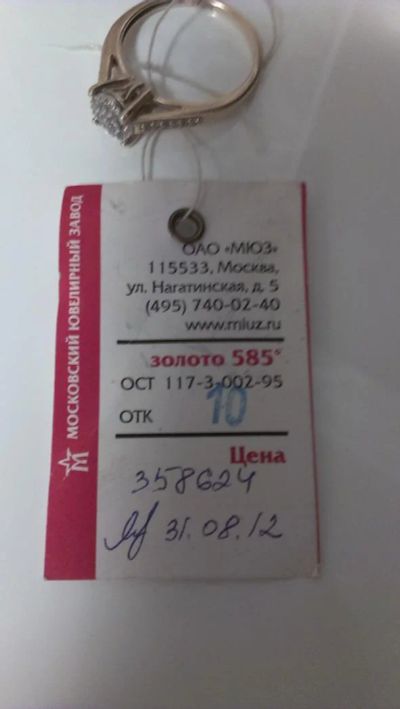 МОСКОВСКИЙ ЮВЕЛИРНЫЙ ЗАВОД
ОАО «МЮЗ»
115533, Москва,
ул. Нагатинская, д. 5
(495) 740-02-40
www.miuz.ru
золото 585°
ОСТ 117-3-002-95
ОТК 10
Цена
358624
31.08.12